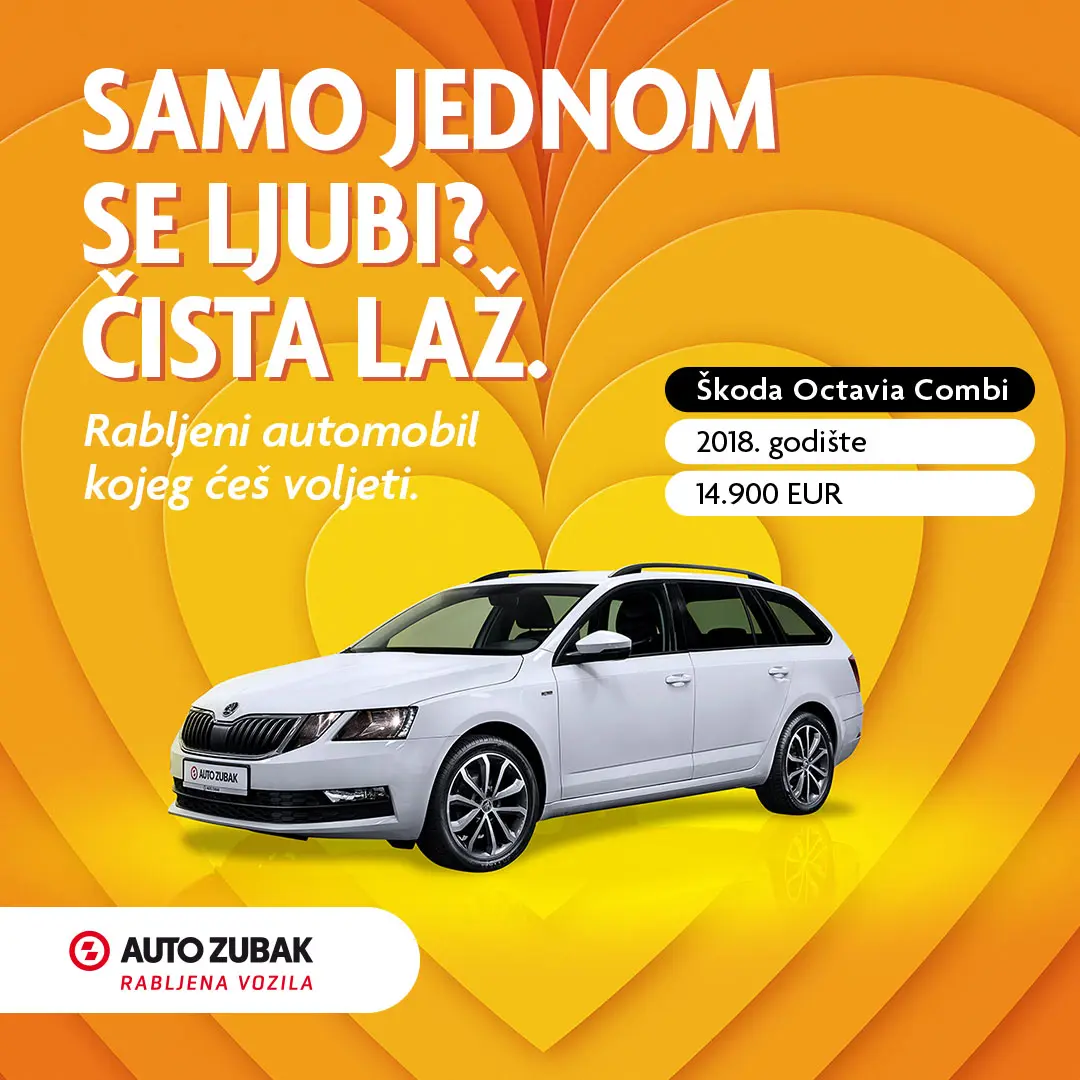 SAMO JEDNOM
SE LJUBI?
ČISTA LAŽ.
Rabljeni automobil
kojeg ćeš voljeti.
Škoda Octavia Combi
2018. godište
14.900 EUR
AUTO ZUBAK
AUTO ZUBAK
RABLJENA VOZILA